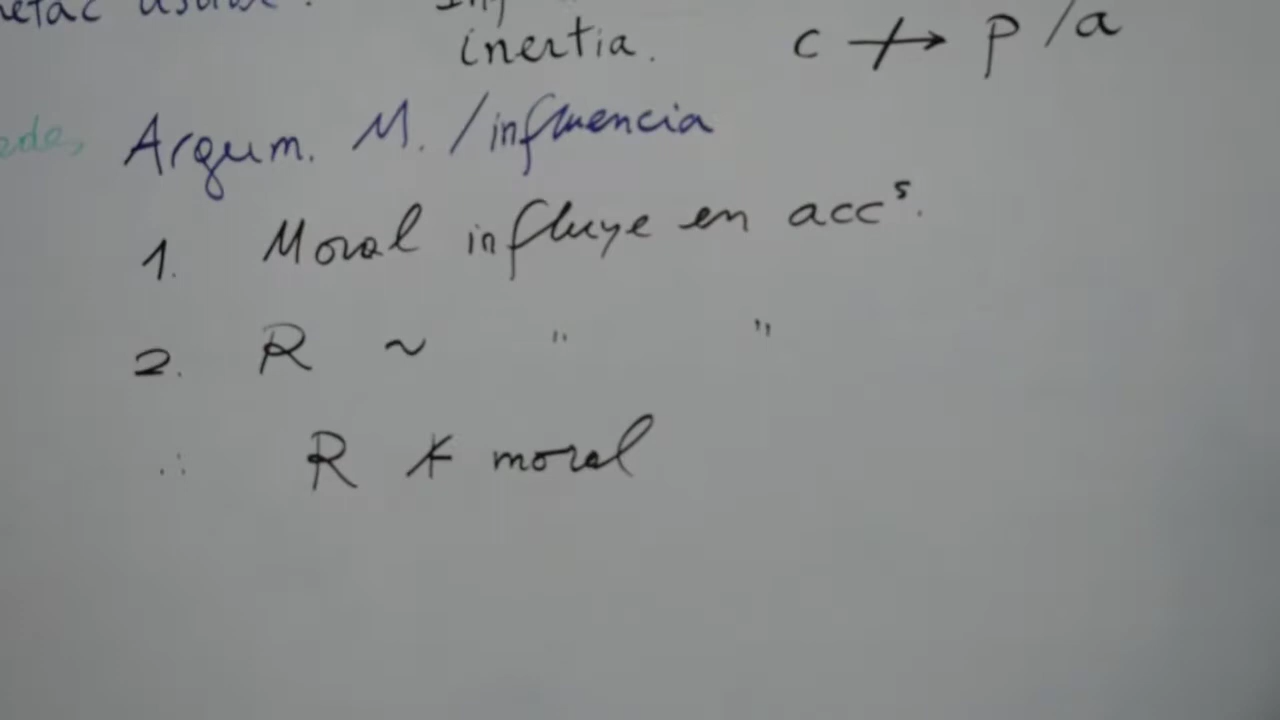 inertia. c ↛ p/a
Argum. M. / influencia
1. Moral influye en accˢ.
2. R ~ " "
∴ R ⊬ moral